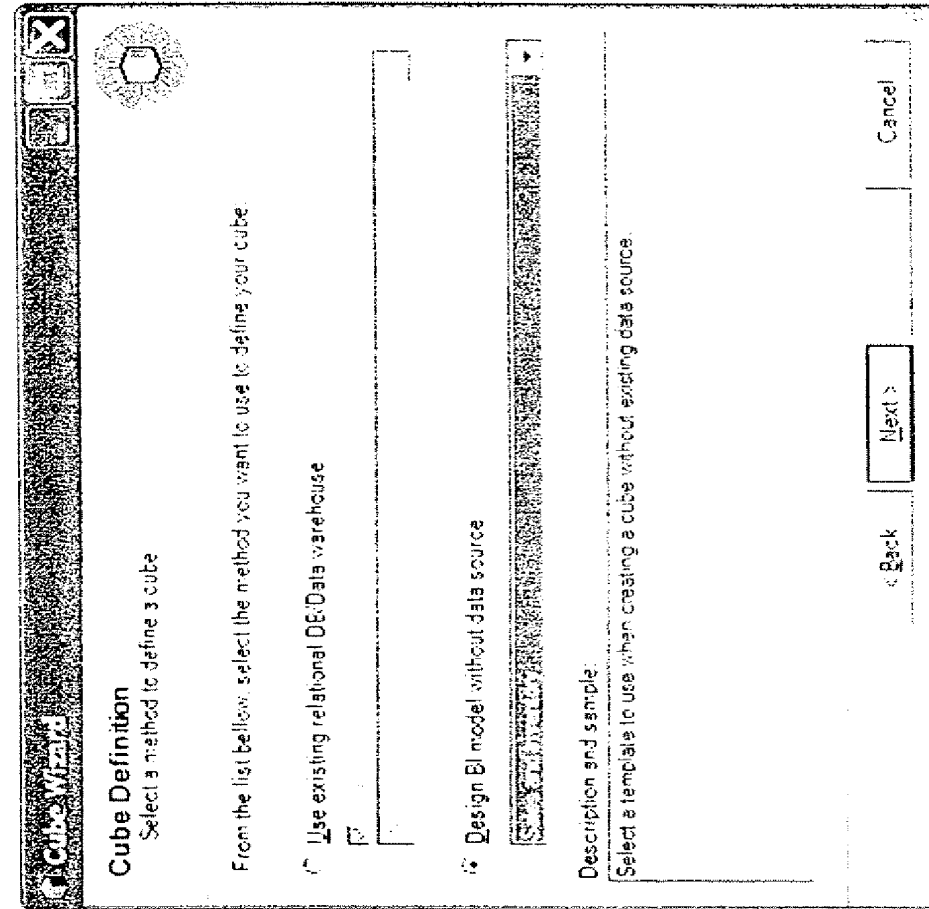 Cube Wizard
Cube Definition
Select a method to define a cube
From the list bellow, select the method you want to use to define your cube.
Use existing relational DB/Data warehouse
Design BI model without data source
Description and sample:
Select a template to use when creating a cube without existing data source.
< Back
Next >
Cancel